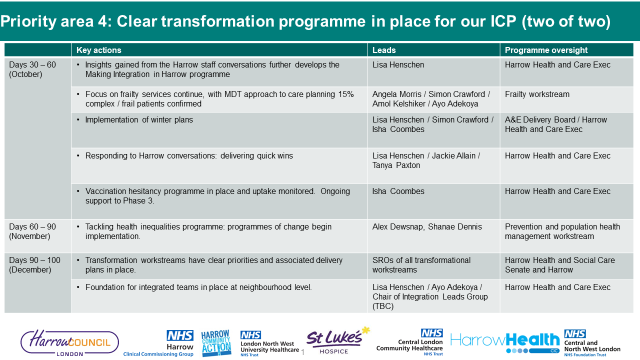 Priority area 4: Clear transformation programme in place for our ICP (two of two)
Key actions
Leads
Programme oversight
Days 30 – 60
(October)
• Insights gained from the Harrow staff conversations further develops the
Making Integration in Harrow programme
Lisa Henschen
Harrow Health and Care Exec
• Focus on frailty services continue, with MDT approach to care planning 15%
complex / frail patients confirmed
Angela Morris / Simon Crawford /
Amol Kelshiker / Ayo Adekoya
Frailty workstream
• Implementation of winter plans
Lisa Henschen / Simon Crawford /
Isha Coombes
A&E Delivery Board / Harrow
Health and Care Exec
• Responding to Harrow conversations: delivering quick wins
Lisa Henschen / Jackie Allain /
Tanya Paxton
Harrow Health and Care Exec
• Vaccination hesitancy programme in place and uptake monitored. Ongoing
support to Phase 3.
Isha Coombes
Harrow Health and Care Exec
Days 60 – 90
(November)
• Tackling health inequalities programme: programmes of change begin
implementation.
Alex Dewsnap, Shanae Dennis
Prevention and population health
management workstream
Days 90 – 100
(December)
• Transformation workstreams have clear priorities and associated delivery
plans in place.
SROs of all transformational
workstreams
Harrow Health and Social Care
Senate and Harrow
• Foundation for integrated teams in place at neighbourhood level.
Lisa Henschen / Ayo Adekoya /
Chair of Integration Leads Group
(TBC)
Harrow Health and Care Exec
HarrowCOUNCIL
LONDON
NHS
Harrow
Clinical Commissioning Group
HARROW
COMMUNITY
ACTION
NHS
London North West
University Healthcare
NHS Trust
1
St Luke's
HOSPICE
NHS
Central London
Community Healthcare
NHS Trust
HarrowHealth
NHS
Central and
North West London
NHS Foundation Trust